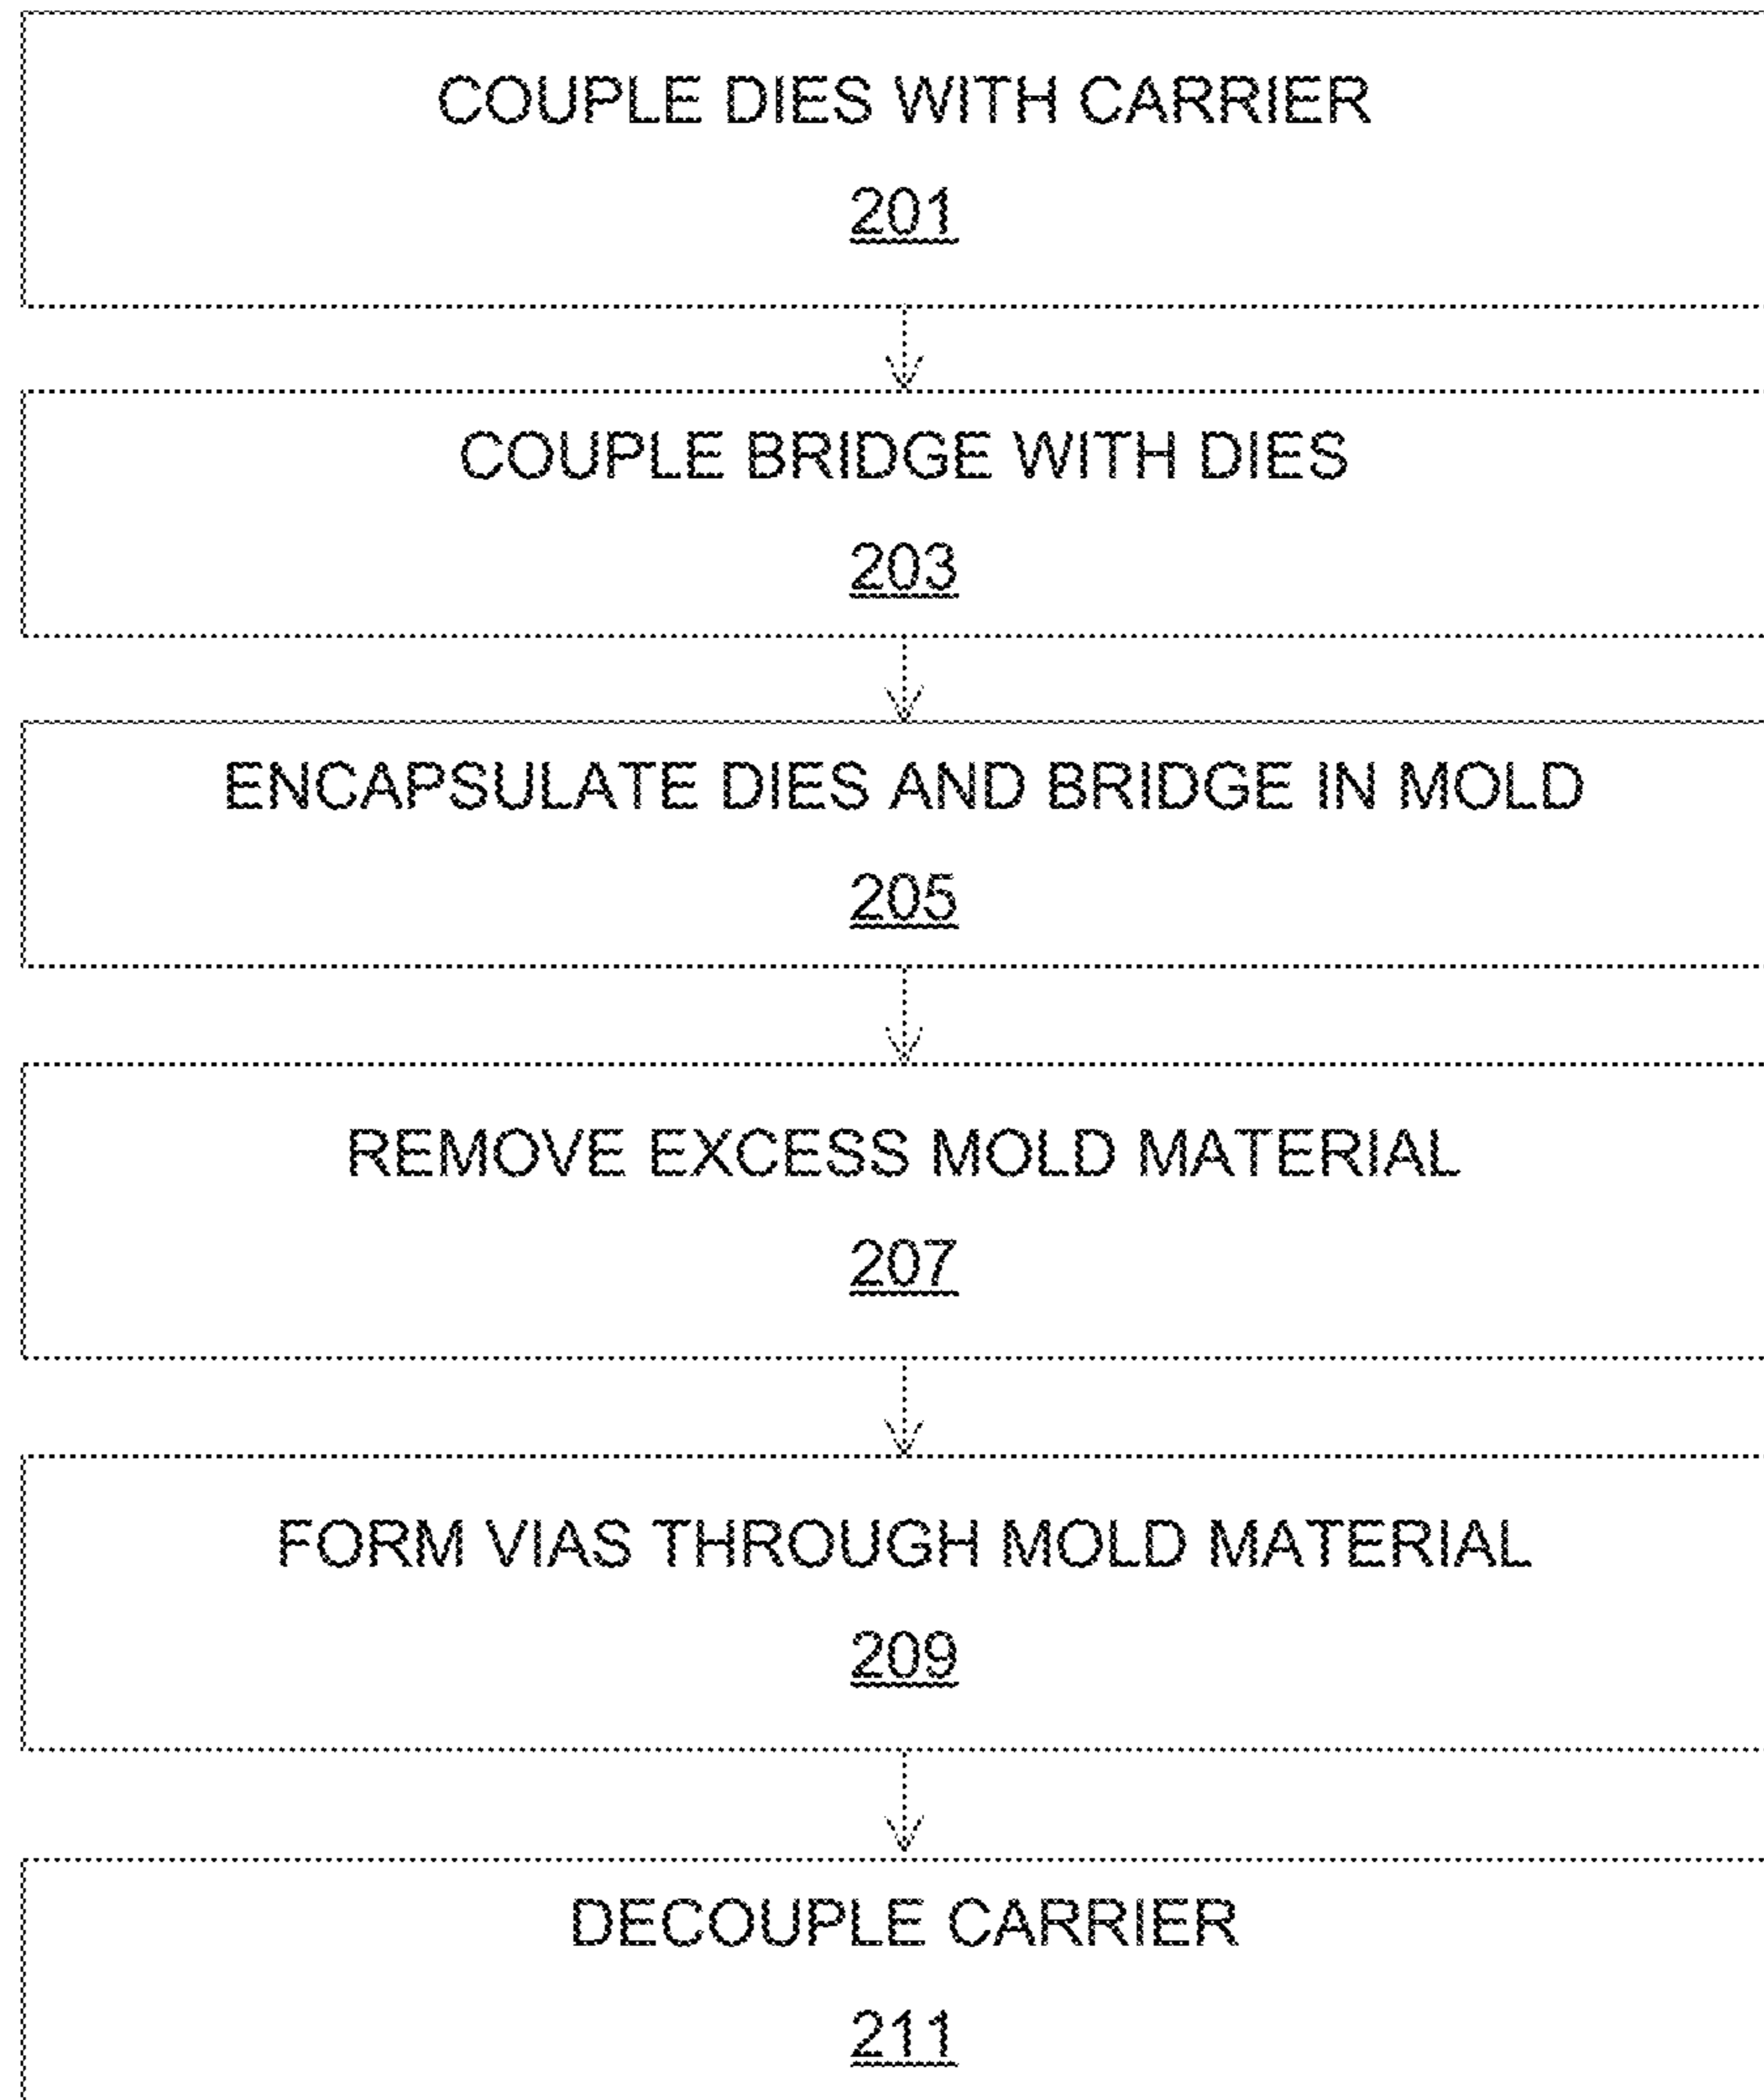 COUPLE DIES WITH CARRIER
201
COUPLE BRIDGE WITH DIES
203
ENCAPSULATE DIES AND BRIDGE IN MOLD
205
REMOVE EXCESS MOLD MATERIAL
207
FORM VIAS THROUGH MOLD MATERIAL
209
DECOUPLE CARRIER
211